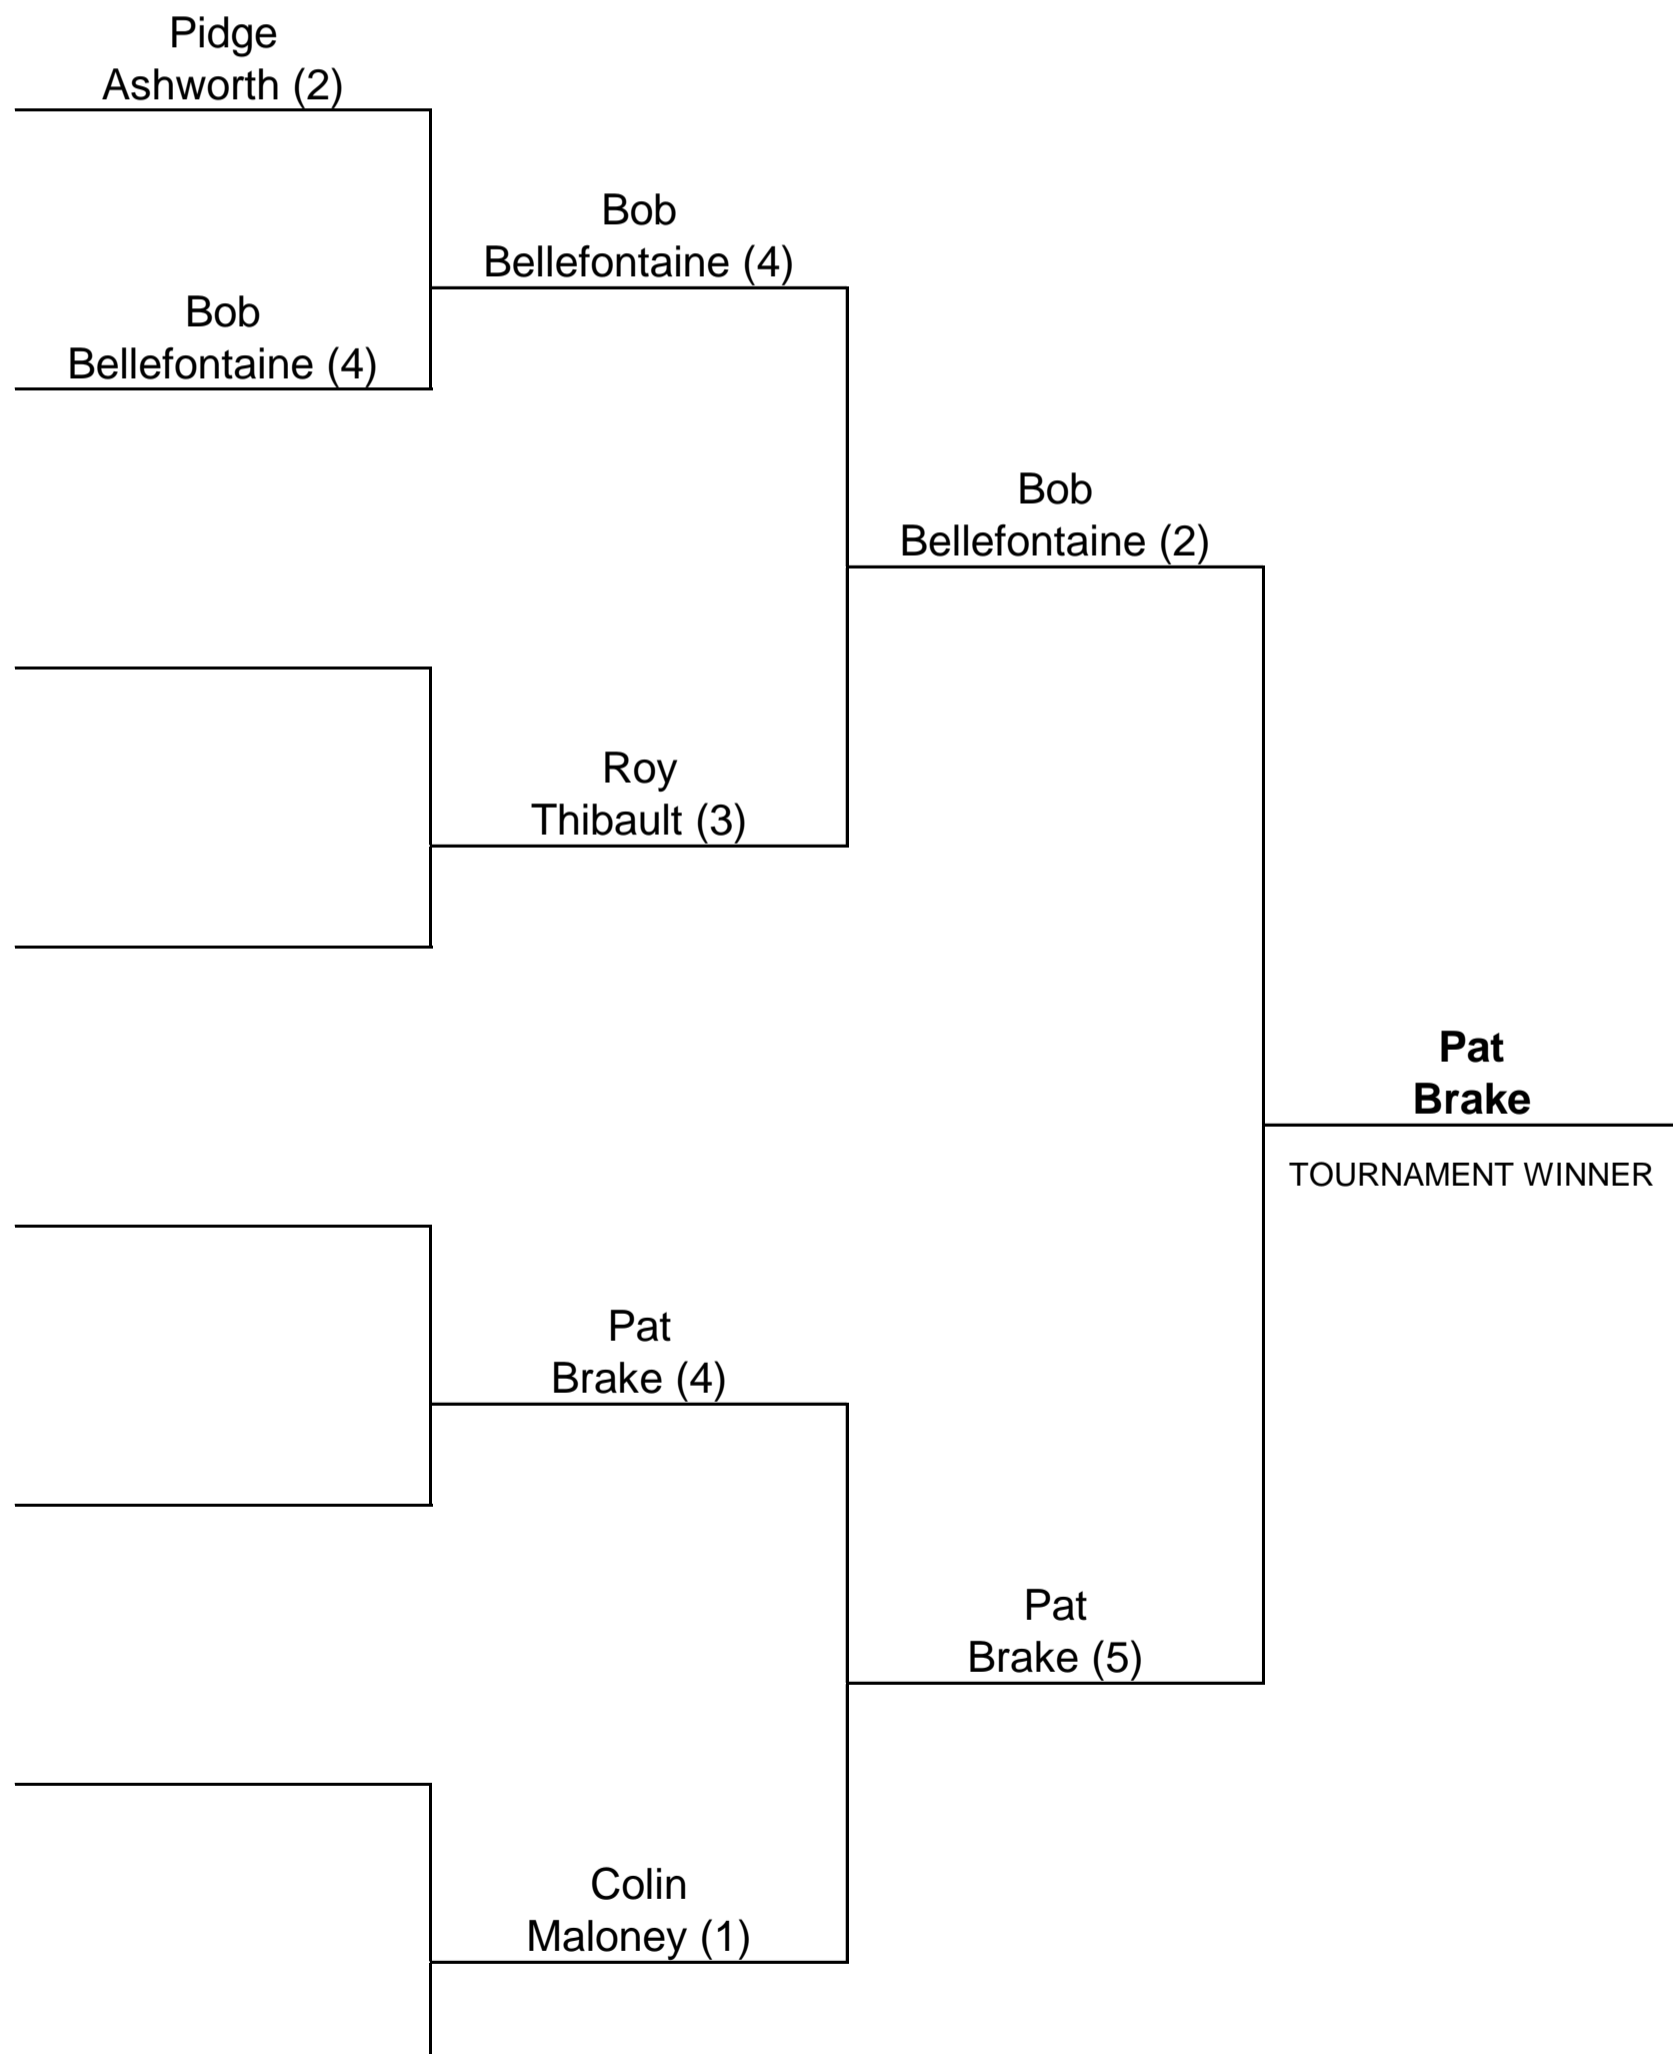 Pidge
Ashworth (2)
Bob
Bellefontaine (4)
Bob
Bellefontaine (4)
Bob
Bellefontaine (2)
Roy
Thibault (3)
Pat
Brake
TOURNAMENT WINNER
Pat
Brake (4)
Pat
Brake (5)
Colin
Maloney (1)